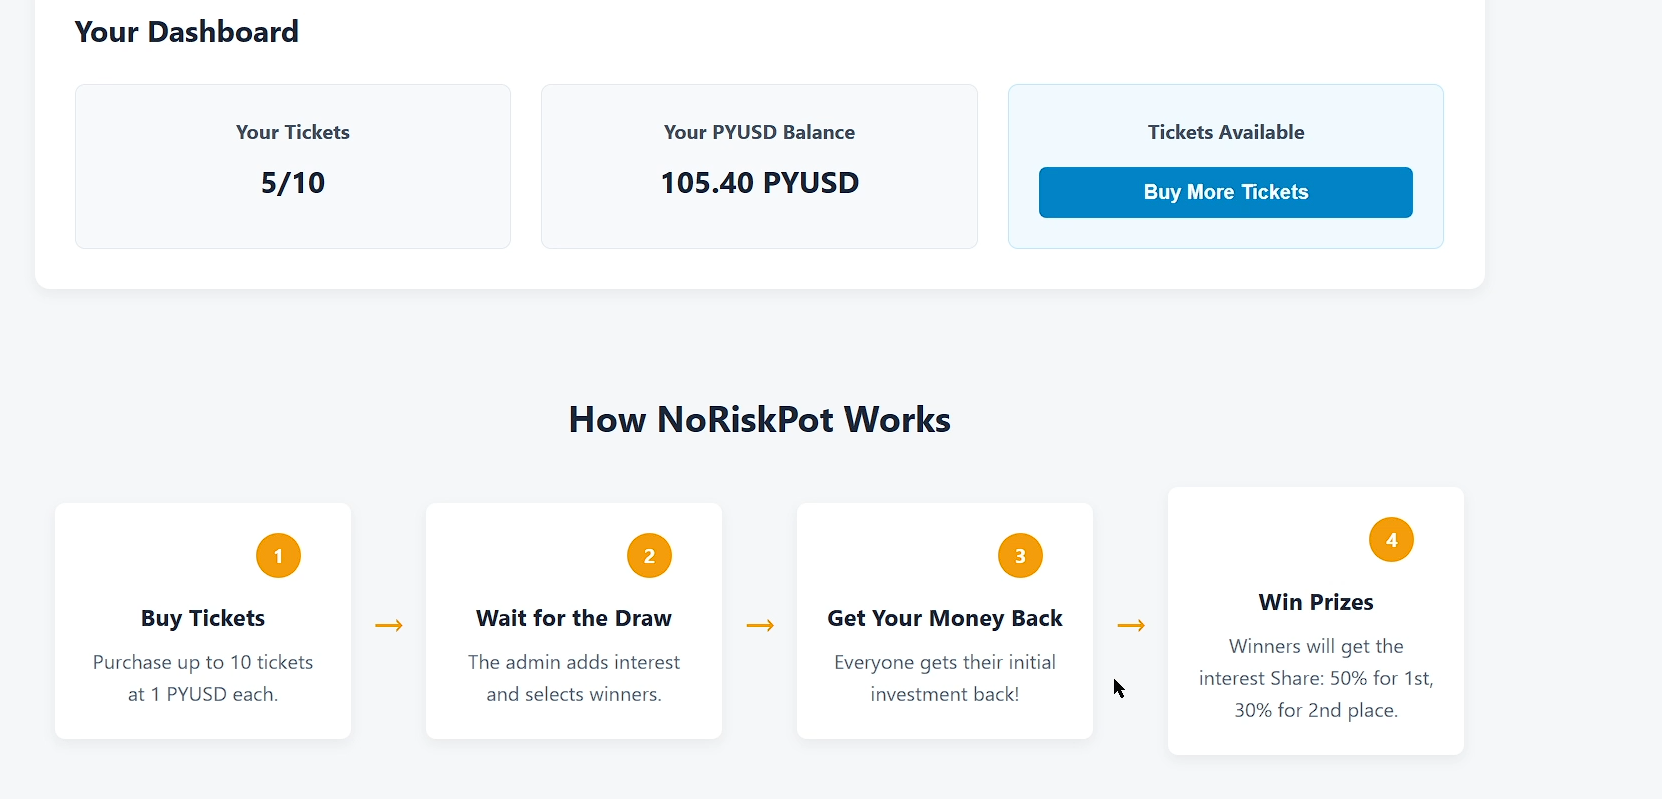 Your Dashboard
Your Tickets
5/10
Your PYUSD Balance
105.40 PYUSD
Tickets Available
Buy More Tickets
How NoRiskPot Works
1
Buy Tickets
Purchase up to 10 tickets
at 1 PYUSD each.
→
2
Wait for the Draw
The admin adds interest
and selects winners.
→
3
Get Your Money Back
Everyone gets their initial
investment back!
→
4
Win Prizes
Winners will get the
interest Share: 50% for 1st,
30% for 2nd place.